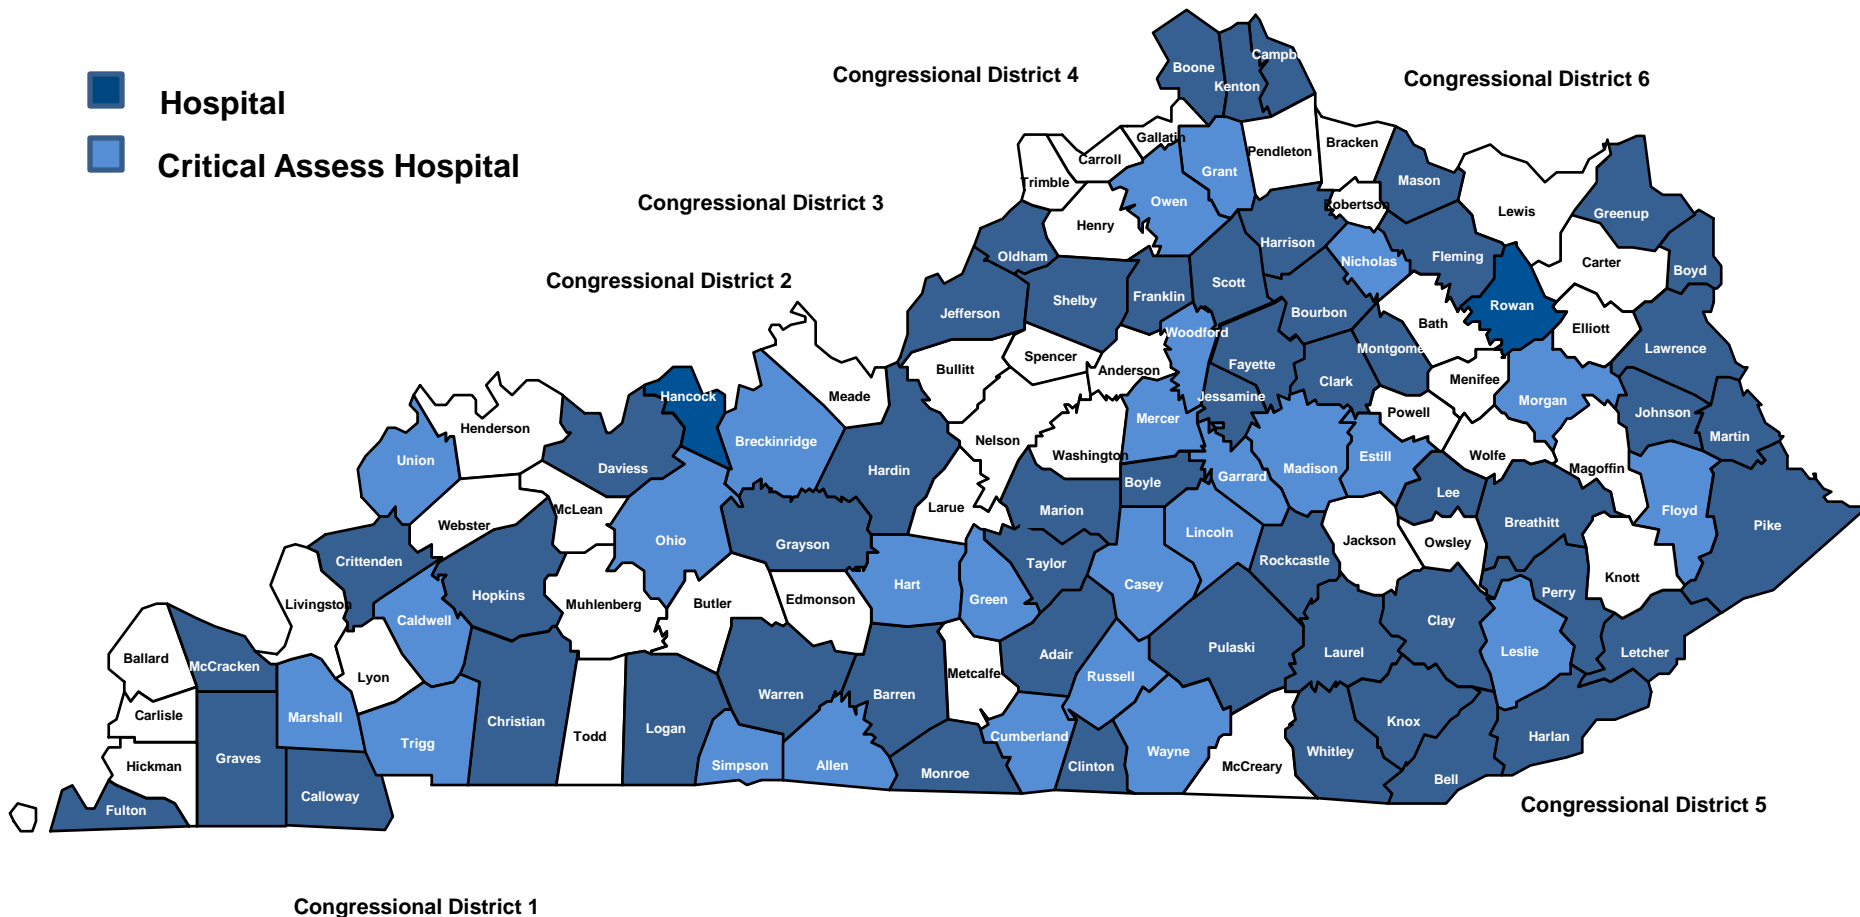 Congressional District 4
Congressional District 6
Hospital
Critical Assess Hospital
Congressional District 3
Congressional District 2
Boone
Campb
Kenton
Gallatin
Carroll
Trimble
Grant
Pendleton
Bracken
Mason
Lewis
Greenup
Owen
Robertson
Henry
Oldham
Harrison
Nicholas
Fleming
Carter
Boyd
Jefferson
Shelby
Franklin
Scott
Bourbon
Rowan
Bath
Elliott
Woodford
Bullitt
Spencer
Anderson
Fayette
Montgome
Lawrence
Hancock
Meade
Jessamine
Clark
Menifee
Morgan
Johnson
Martin
Henderson
Breckinridge
Mercer
Powell
Union
Daviess
Hardin
Nelson
Washington
Garrard
Madison
Estill
Wolfe
Magoffin
Webster
McLean
Larue
Marion
Boyle
Lee
Breathitt
Floyd
Pike
Crittenden
Ohio
Grayson
Lincoln
Rockcastle
Jackson
Owsley
Livingston
Caldwell
Hopkins
Muhlenberg
Butler
Edmonson
Hart
Green
Taylor
Casey
Perry
Knott
Ballard
McCracken
Lyon
Metcalfe
Adair
Russell
Pulaski
Laurel
Clay
Leslie
Letcher
Carlisle
Marshall
Trigg
Christian
Todd
Logan
Warren
Barren
Hickman
Graves
Simpson
Allen
Monroe
Cumberland
Clinton
Wayne
McCreary
Whitley
Knox
Bell
Harlan
Fulton
Calloway
Congressional District 5
Congressional District 1